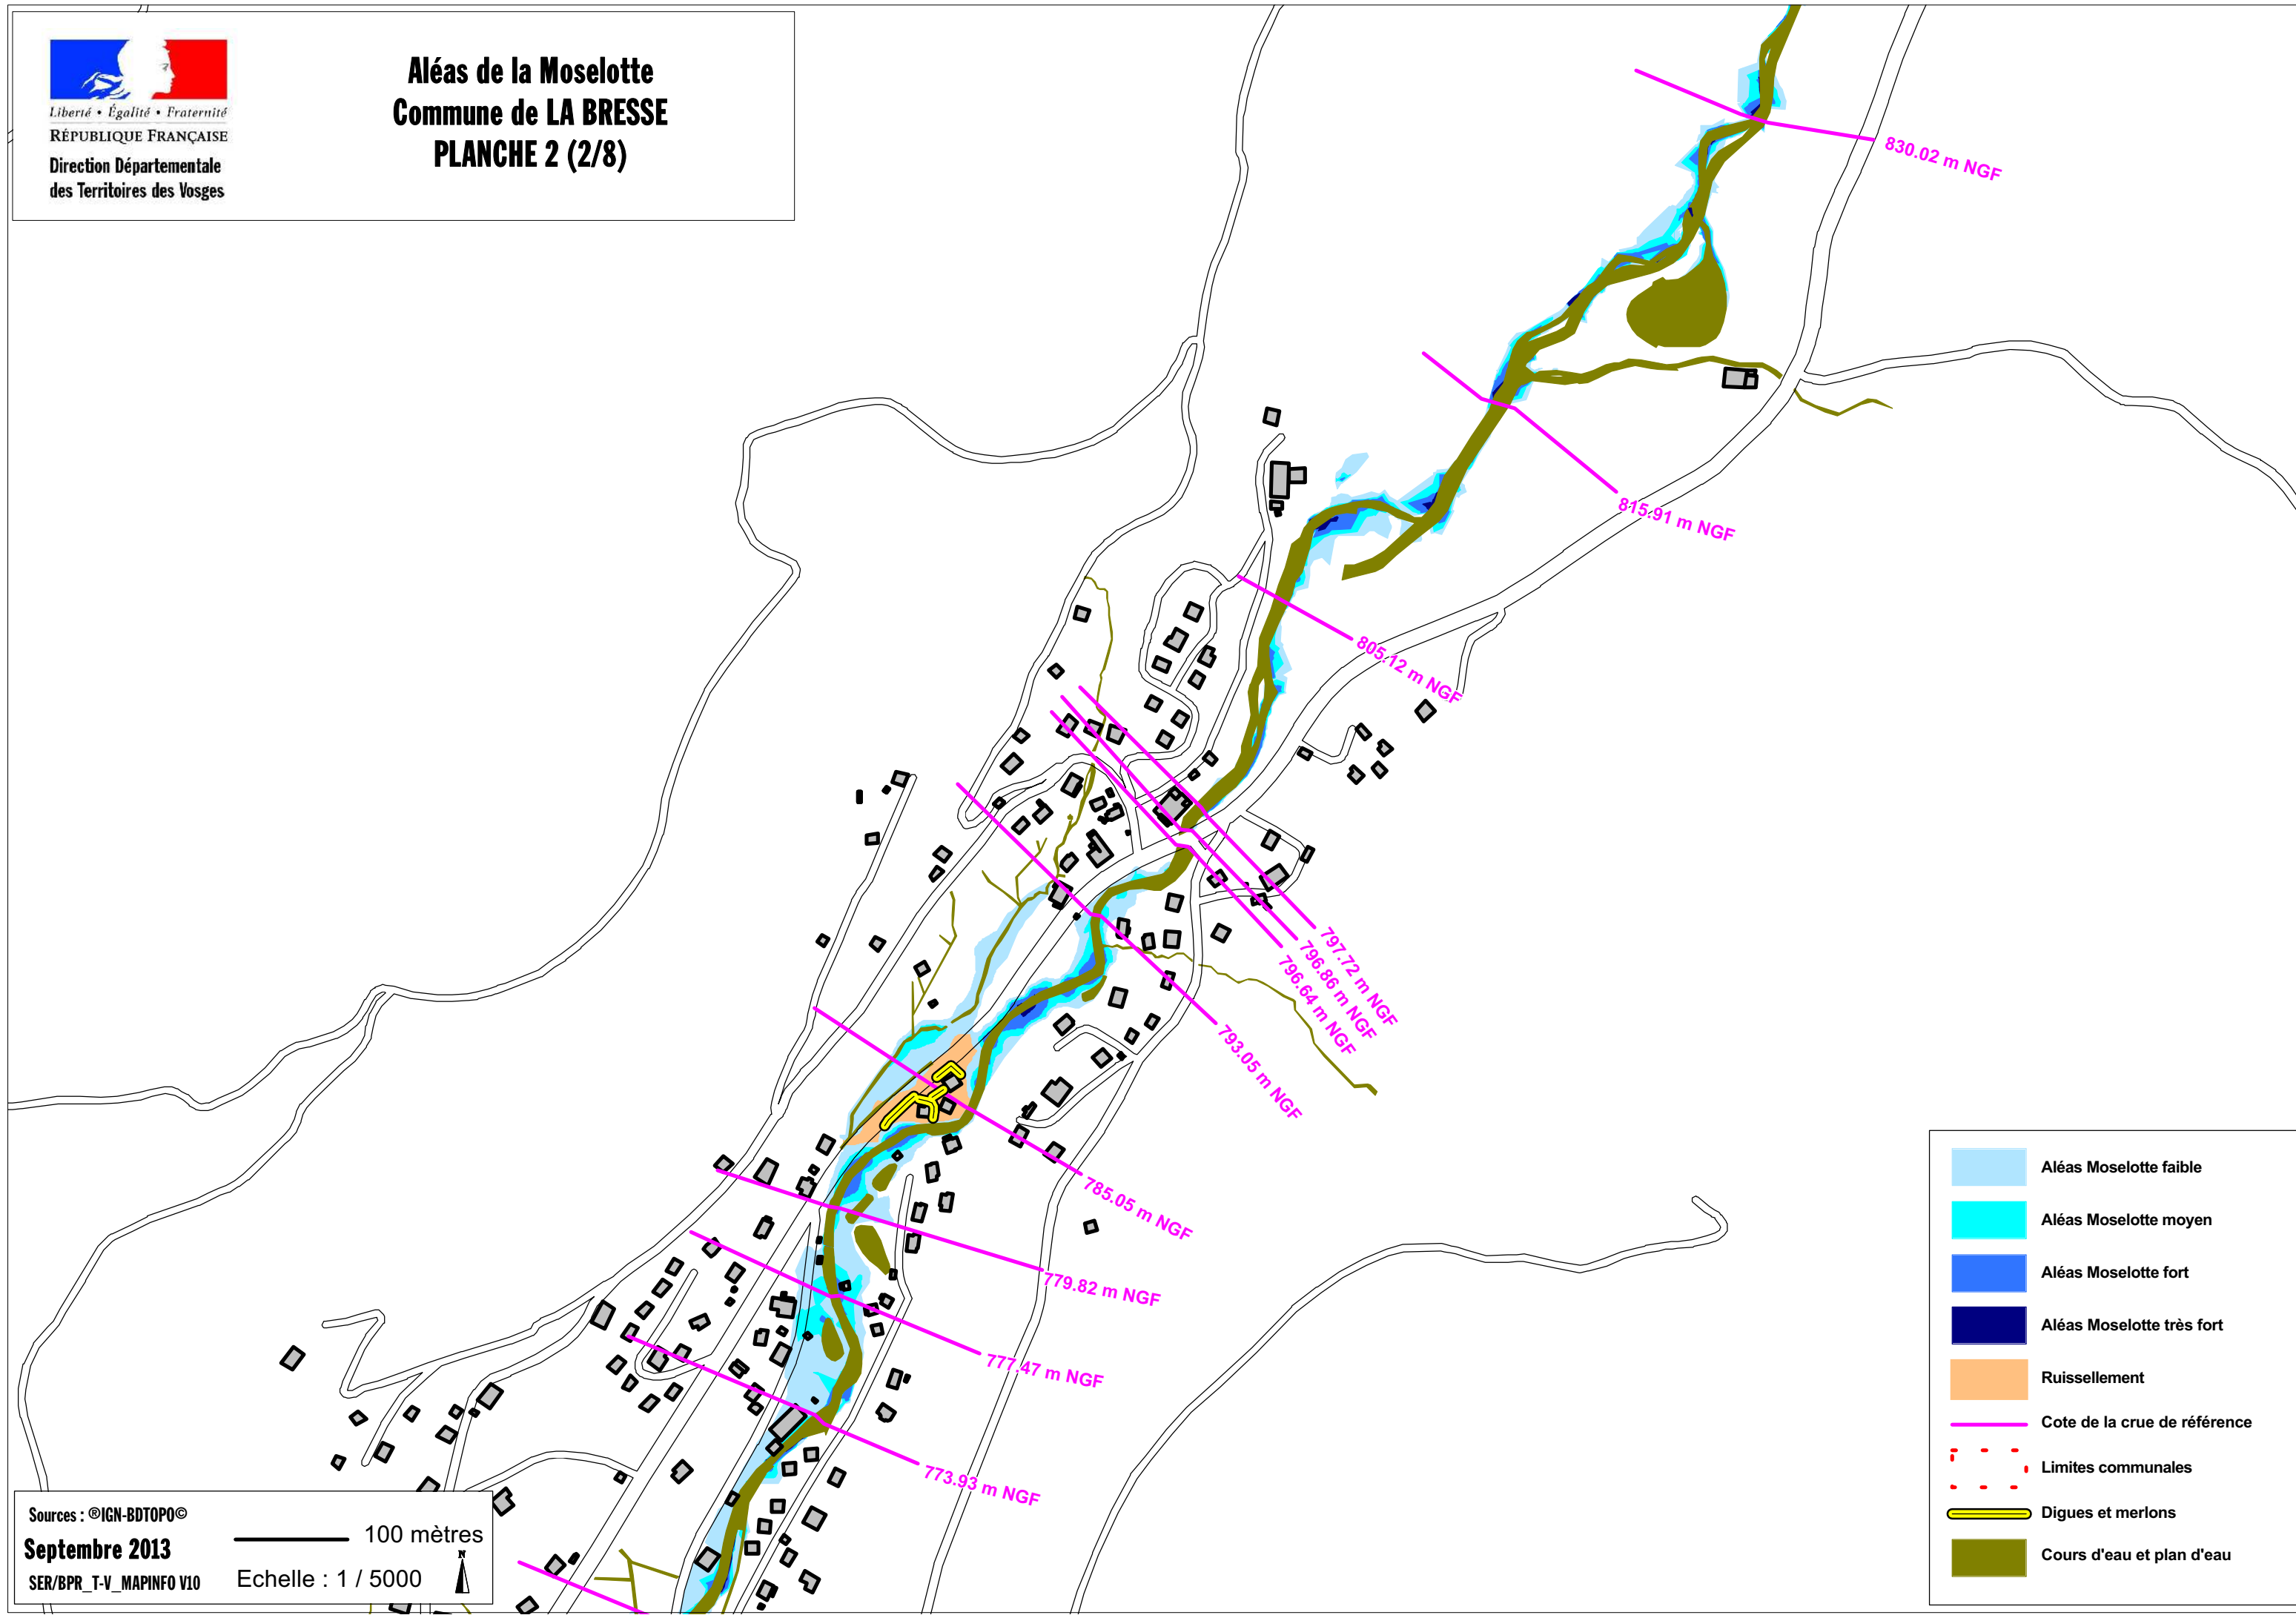 Liberté • Égalité • Fraternité
RÉPUBLIQUE FRANÇAISE
Direction Départementale
des Territoires des Vosges
Aléas de la Moselotte
Commune de LA BRESSE
PLANCHE 2 (2/8)
830.02 m NGF
815.91 m NGF
805.12 m NGF
797.72 m NGF
796.86 m NGF
796.64 m NGF
793.05 m NGF
785.05 m NGF
779.82 m NGF
777.47 m NGF
773.93 m NGF
Aléas Moselotte faible
Aléas Moselotte moyen
Aléas Moselotte fort
Aléas Moselotte très fort
Ruissellement
Cote de la crue de référence
Limites communales
Digues et merlons
Cours d'eau et plan d'eau
Sources : ®IGN-BDTOPO©
Septembre 2013
SER/BPR_T-V_MAPINFO V10
100 mètres
Echelle : 1 / 5000
N